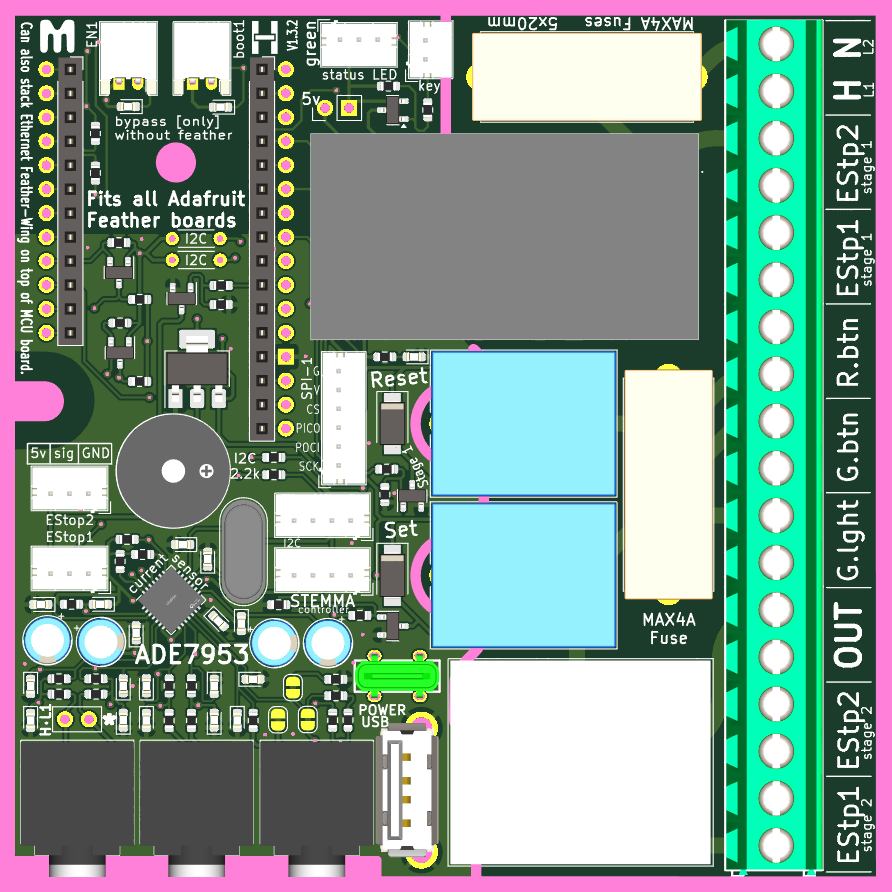 M
EN1
boot1
H
V1.3.2
green
status LED
key
MAX4A Fuses 5x20mm
5v
bypass [only]
without feather
Can also stack Ethernet Feather-Wing on top of MCU board.
Fits all Adafruit
Feather boards
I2C
I2C
SPI-1
G
V
CS
PICO
POCI
SCK
Reset
Stage 1
5v sig GND
I2C
2.2k
EStop2
EStop1
current sensor
I2C
Set
STEMMA
controller
ADE7953
MAX4A
Fuse
POWER
USB
H-L1
*
N
L2
H
L1
EStp2
stage 1
EStp1
stage 1
R.btn
G.btn
G.lght
OUT
EStp2
stage 2
EStp1
stage 2